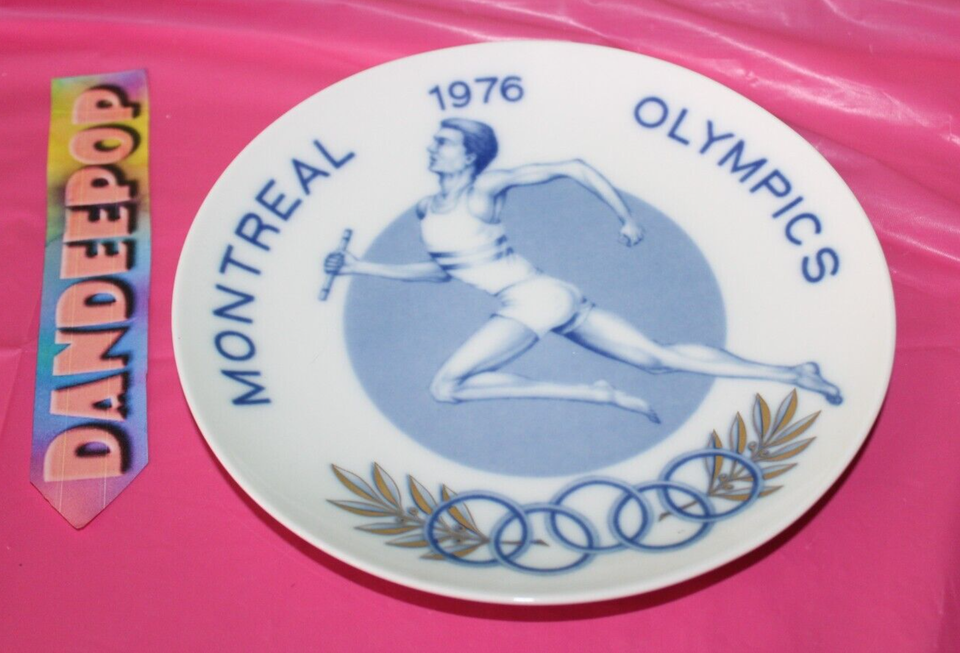 DANDEEPOP
1976
MONTREAL OLYMPICS